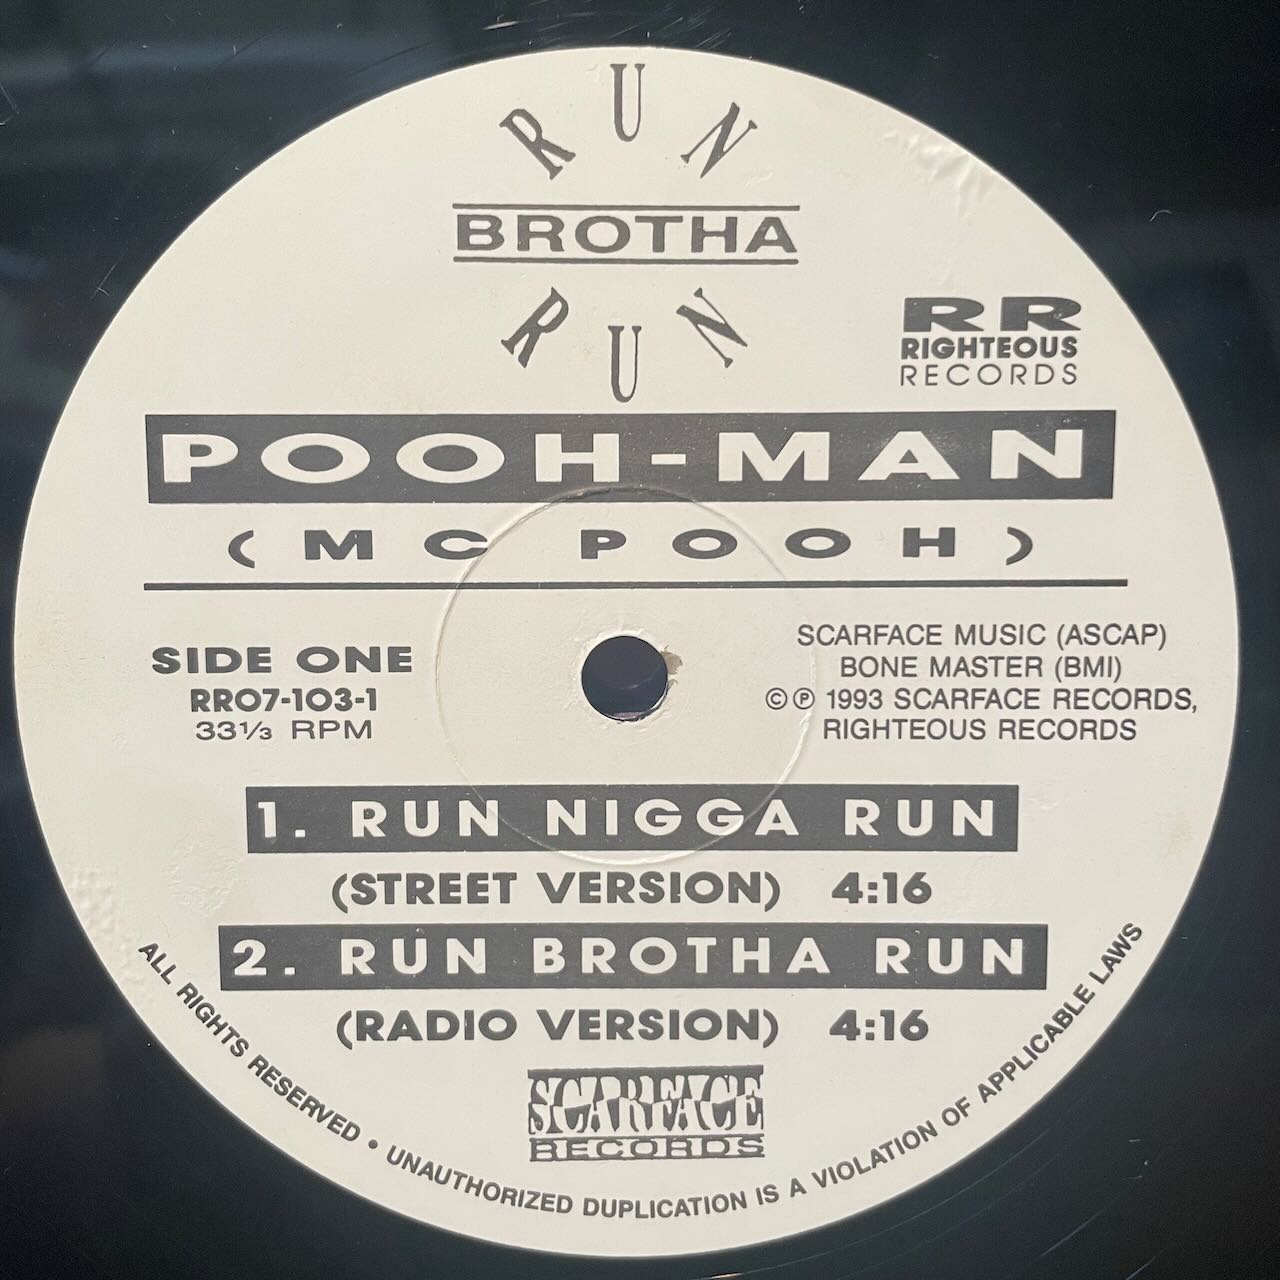 RUN
BROTHA
RUN
RR
RIGHTEOUS
RECORDS
POOH-MAN
(MC POOH)
SIDE ONE
RR07-103-1
33⅓ RPM
SCARFACE MUSIC (ASCAP)
BONE MASTER (BMI)
©℗ 1993 SCARFACE RECORDS,
RIGHTEOUS RECORDS
1. RUN NIGGA RUN
(STREET VERSION) 4:16
2. RUN BROTHA RUN
(RADIO VERSION) 4:16
SCARFACE
RECORDS
ALL RIGHTS RESERVED • UNAUTHORIZED DUPLICATION IS A VIOLATION OF APPLICABLE LAWS